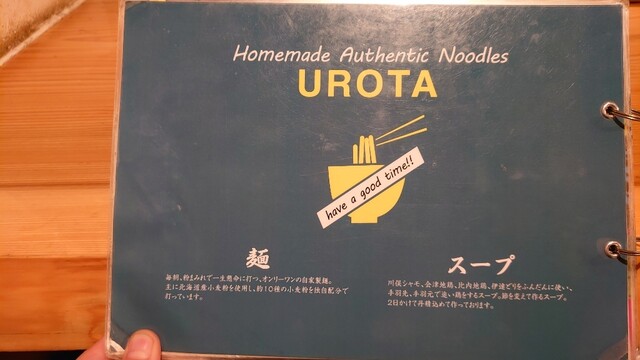 Homemade Authentic Noodles
UROTA
have a good time!!
麺
毎朝、粉まみれで一生懸命に打つ、オンリーワンの自家製麺。
主に北海道産小麦粉を使用し、約10種の小麦粉を独自配分で
打っています。
スープ
川俣シャモ、会津地鶏、比内地鶏、伊達どりをふんだんに使い、
手羽先、手羽元で追い鶏をするスープ。節を変えて作るスープ。
2日かけて丹精込めて作っております。